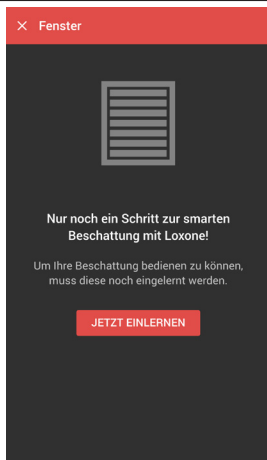 Fenster
Nur noch ein Schritt zur smarten
Beschattung mit Loxone!
Um Ihre Beschattung bedienen zu können,
muss diese noch eingelernt werden.
JETZT EINLERNEN